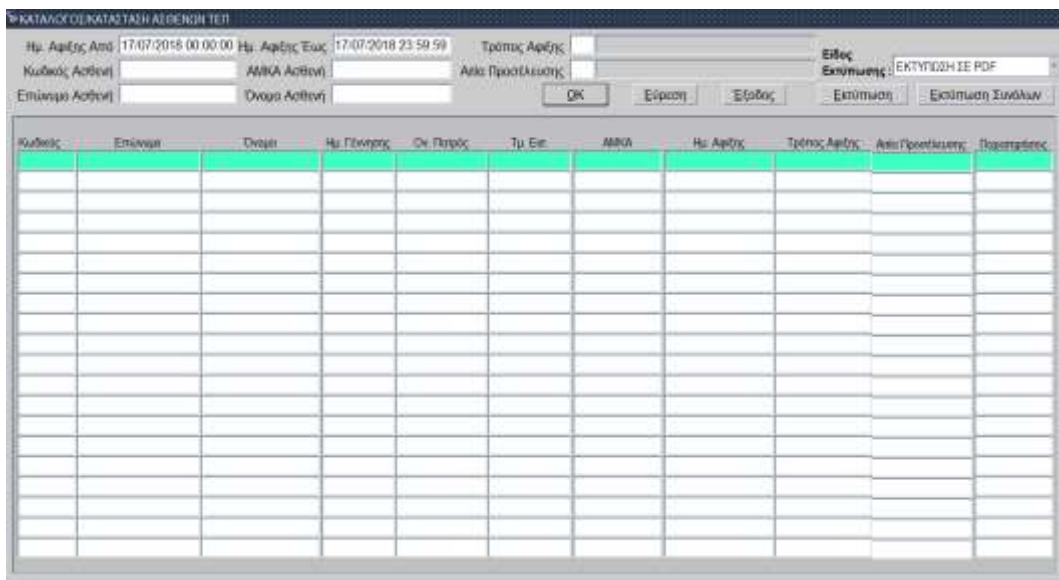 ΚΑΤΑΛΟΓΟΣ/ΚΑΤΑΣΤΑΣΗ ΑΣΘΕΝΩΝ ΤΕΠ
Ημ. Αφιξης Από 17/07/2018 00:00:00 Ημ. Αφιξης Έως 17/07/2018 23:59:59 Τρόπος Αφιξης
Κωδικός Ασθενή ΑΜΚΑ Ασθενή Αιτία Προσέλευσης
Είδος Εκτύπωσης : ΕΚΤΥΠΩΣΗ ΣΕ PDF
Επώνυμο Ασθενή Όνομα Ασθενή OK Εύρεση Έξοδος Εκτύπωση Εκτύπωση Συνόλων
Κωδικός Επώνυμο Όνομα Ημ. Γέννησης Ον. Πατρός Τμ. Εισ. ΑΜΚΑ Ημ. Αφιξης Τρόπος Αφιξης Αιτία Προσέλευσης Παρατηρήσεις